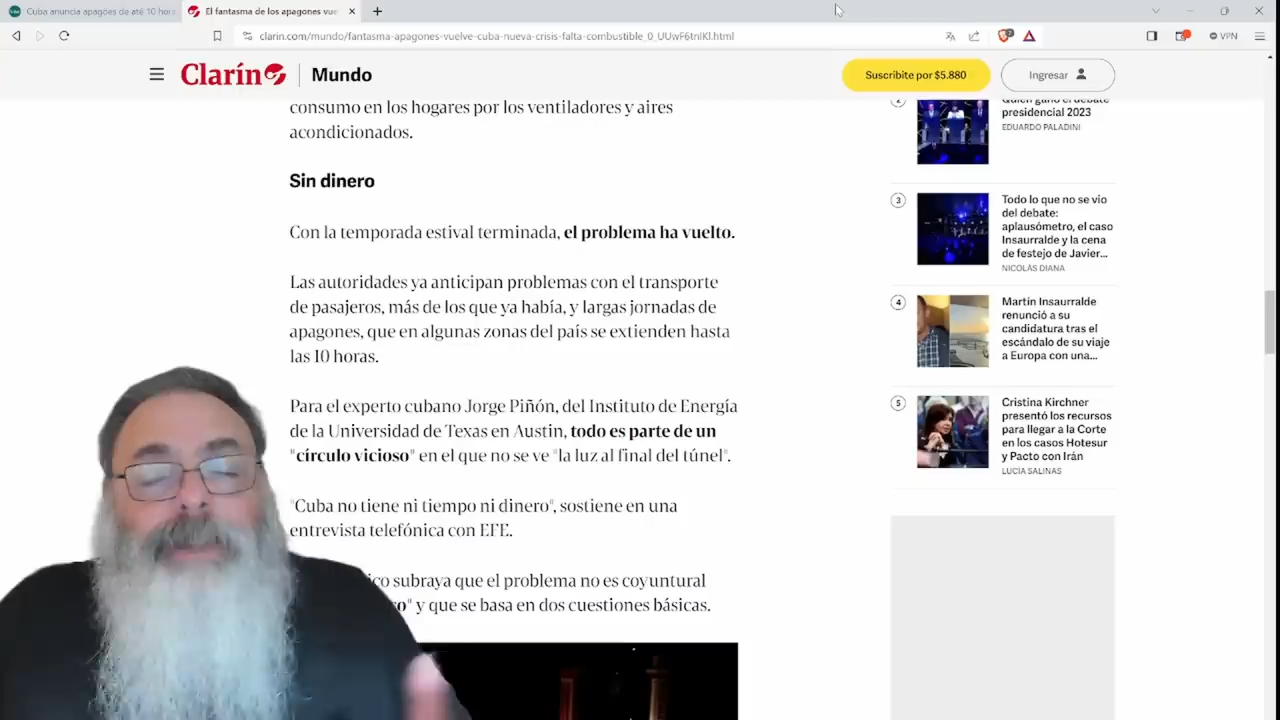 Cuba anuncia apagões de até 10 hora
El fantasma de los apagones vue
clarin.com/mundo/fantasma-apagones-vuelve-cuba-nueva-crisis-falta-combustible_0_UUwF6tnIKl.html
VPN
Clarín
Mundo
Suscribite por $5.880
Ingresar
consumo en los hogares por los ventiladores y aires
acondicionados.
Sin dinero
Con la temporada estival terminada, el problema ha vuelto.
Las autoridades ya anticipan problemas con el transporte
de pasajeros, más de los que ya había, y largas jornadas de
apagones, que en algunas zonas del país se extienden hasta
las 10 horas.
Para el experto cubano Jorge Piñón, del Instituto de Energía
de la Universidad de Texas en Austin, todo es parte de un
"círculo vicioso" en el que no se ve "la luz al final del túnel".
"Cuba no tiene ni tiempo ni dinero", sostiene en una
entrevista telefónica con EFE.
ico subraya que el problema no es coyuntural
o" y que se basa en dos cuestiones básicas.
2
Quién ganó el debate
presidencial 2023
EDUARDO PALADINI
3
Todo lo que no se vio
del debate:
aplausómetro, el caso
Insaurralde y la cena
de festejo de Javier...
NICOLÁS DIANA
4
Martín Insaurralde
renunció a su
candidatura tras el
escándalo de su viaje
a Europa con una...
5
Cristina Kirchner
presentó los recursos
para llegar a la Corte
en los casos Hotesur
y Pacto con Irán
LUCÍA SALINAS